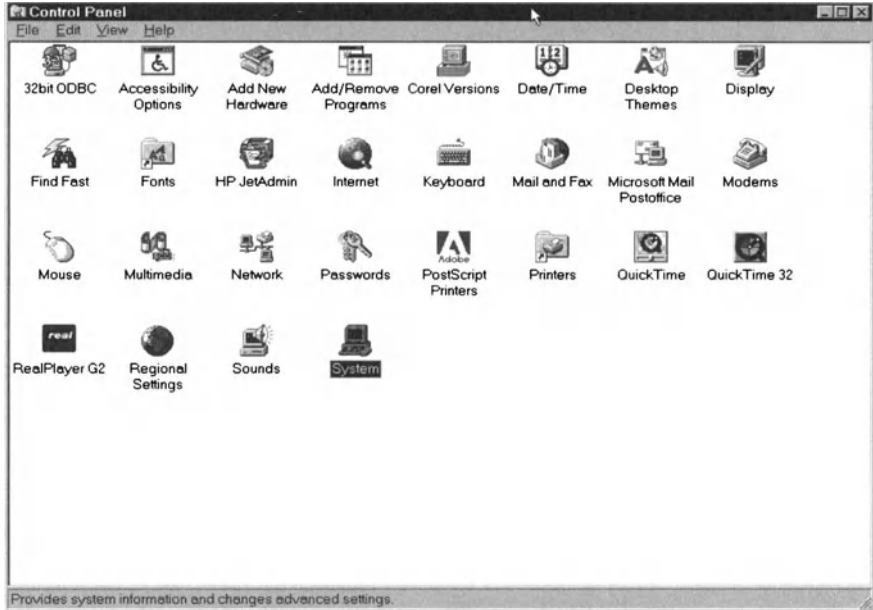 Control Panel
File Edit View Help
32bit ODBC
Accessibility
Options
Add New
Hardware
Add/Remove
Programs
Corel Versions
12
Date/Time
Desktop
Themes
Display
Find Fast
Fonts
HP JetAdmin
Internet
Keyboard
Mail and Fax
Microsoft Mail
Postoffice
Modems
Mouse
Multimedia
Network
Passwords
Adobe
PostScript
Printers
Printers
QuickTime
QuickTime 32
real
RealPlayer G2
Regional
Settings
Sounds
System
Provides system information and changes advanced settings.